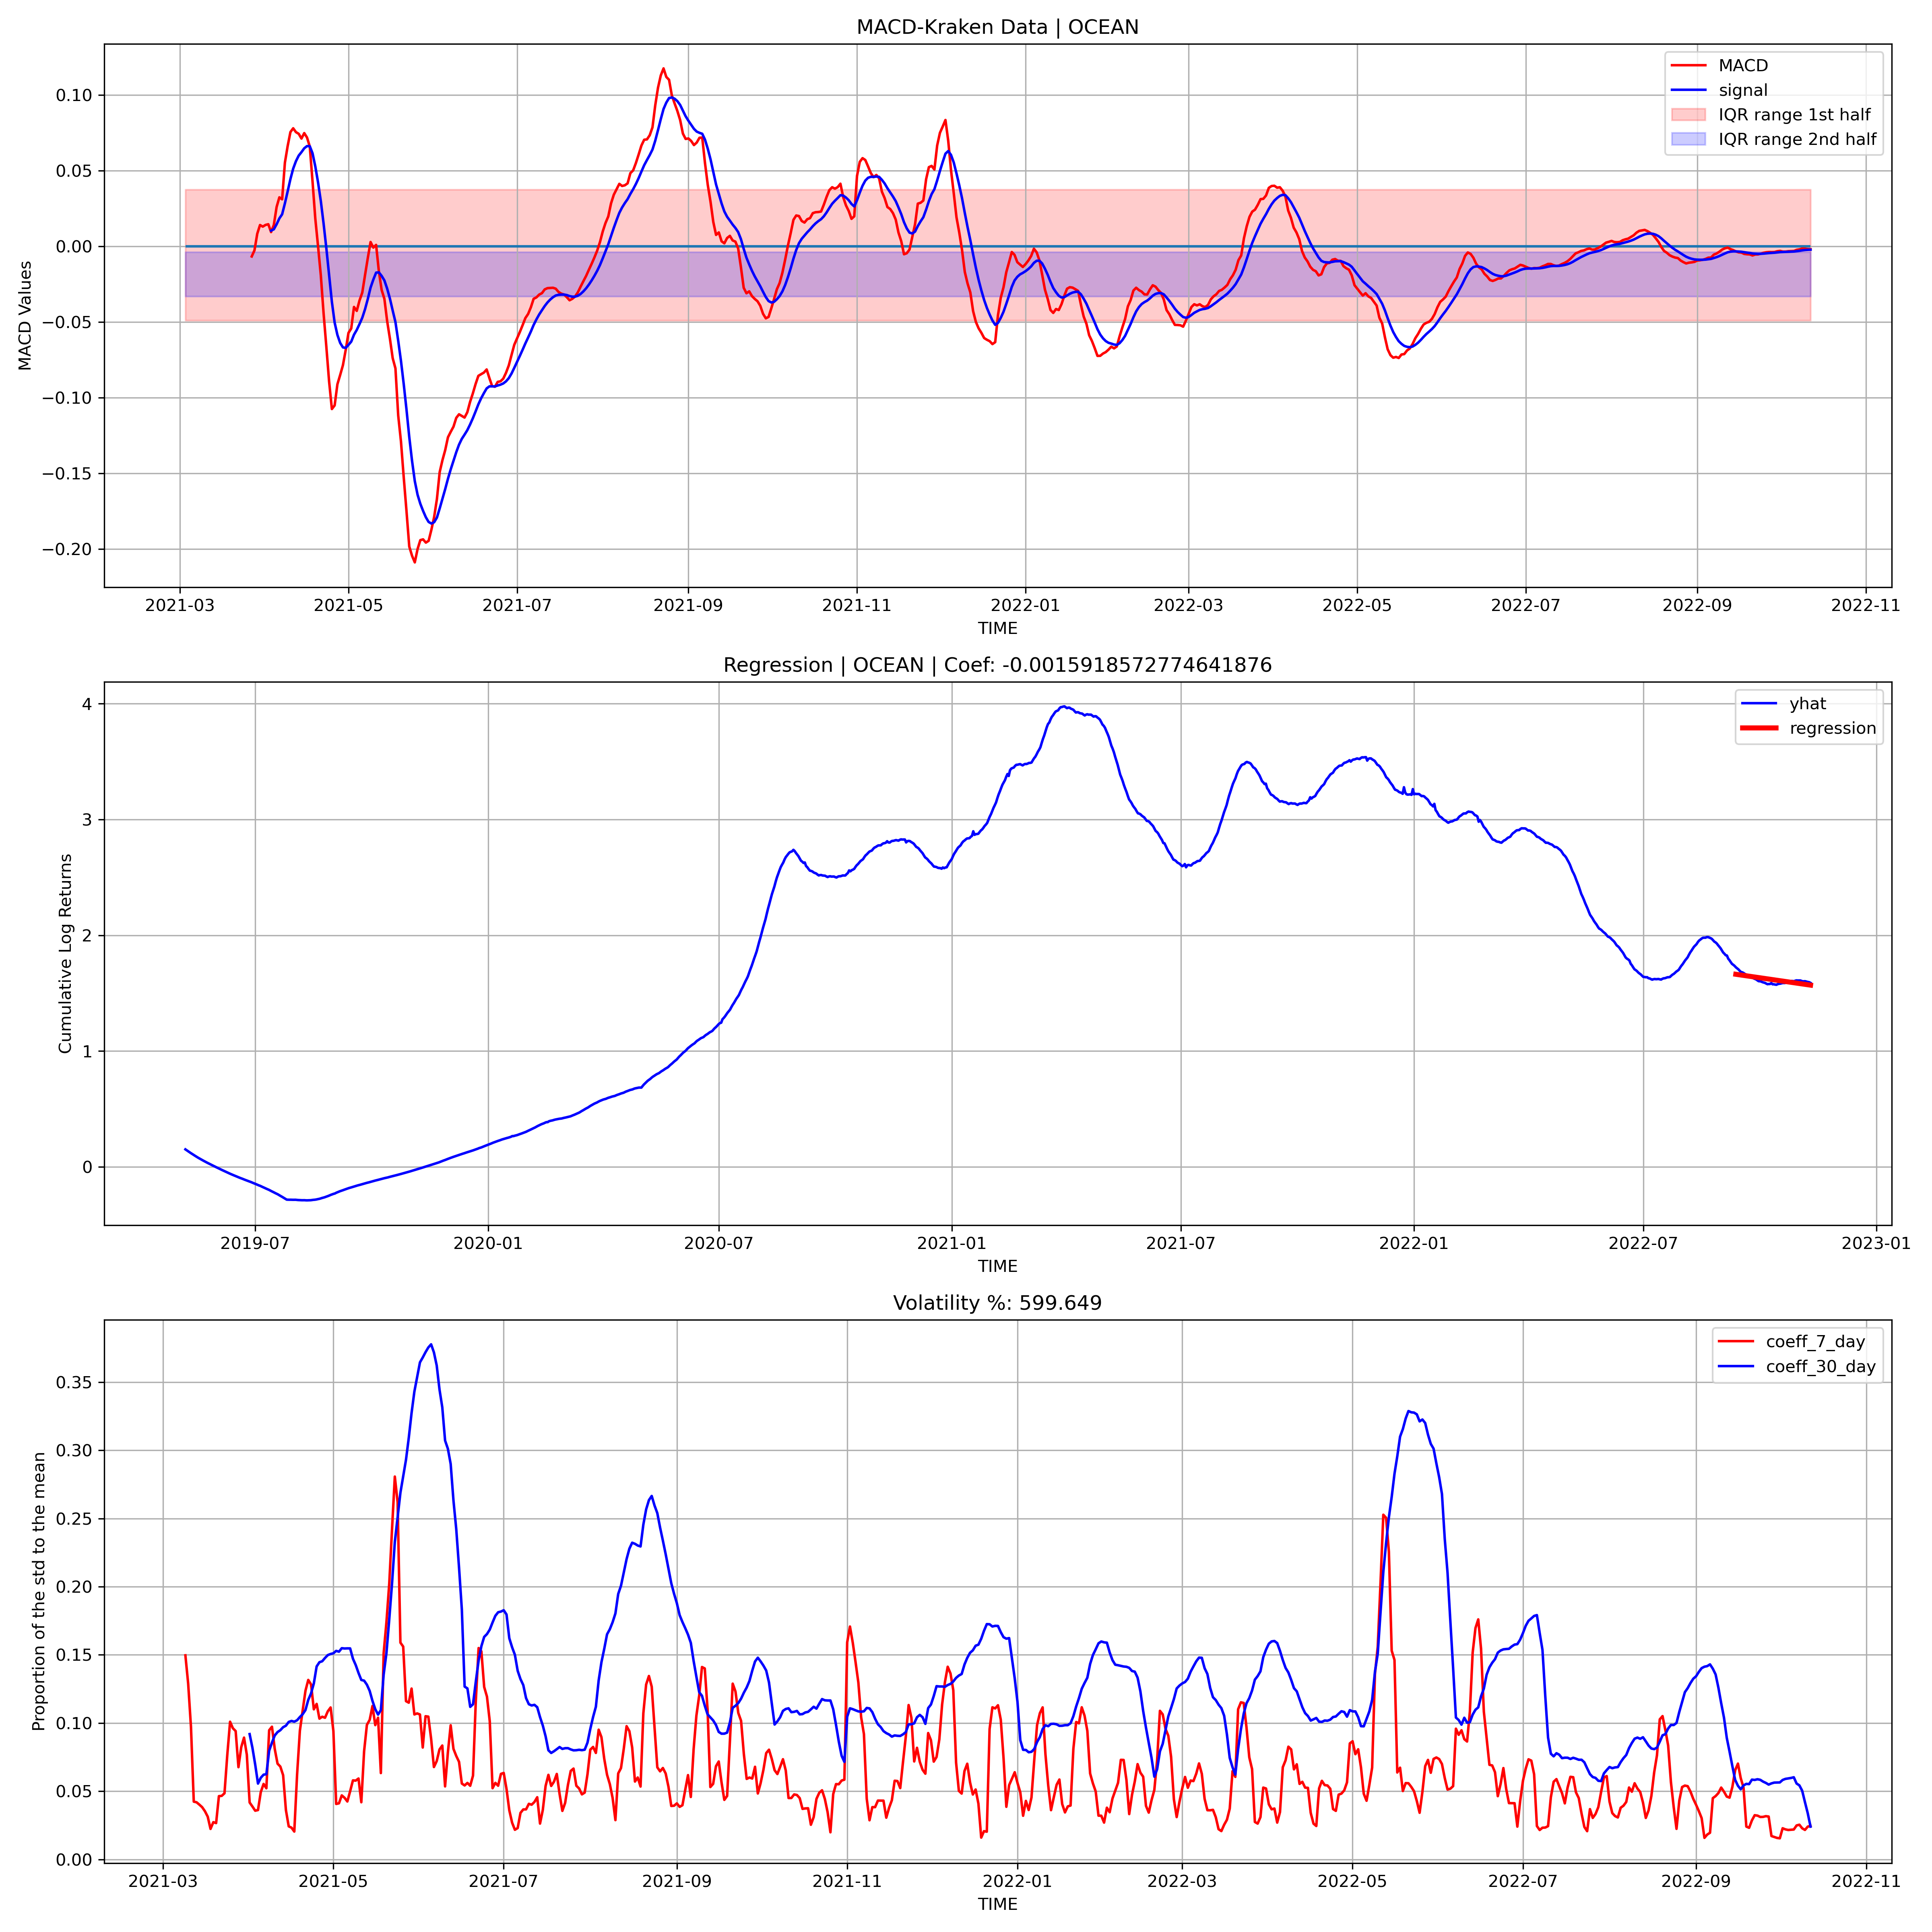 MACD-Kraken Data | OCEAN
MACD
signal
IQR range 1st half
IQR range 2nd half
MACD Values
0.10
0.05
0.00
−0.05
−0.10
−0.15
−0.20
2021-03 2021-05 2021-07 2021-09 2021-11 2022-01 2022-03 2022-05 2022-07 2022-09 2022-11
TIME
Regression | OCEAN | Coef: -0.0015918572774641876
yhat
regression
Cumulative Log Returns
4
3
2
1
0
2019-07 2020-01 2020-07 2021-01 2021-07 2022-01 2022-07 2023-01
TIME
Volatility %: 599.649
coeff_7_day
coeff_30_day
Proportion of the std to the mean
0.35
0.30
0.25
0.20
0.15
0.10
0.05
0.00
2021-03 2021-05 2021-07 2021-09 2021-11 2022-01 2022-03 2022-05 2022-07 2022-09 2022-11
TIME